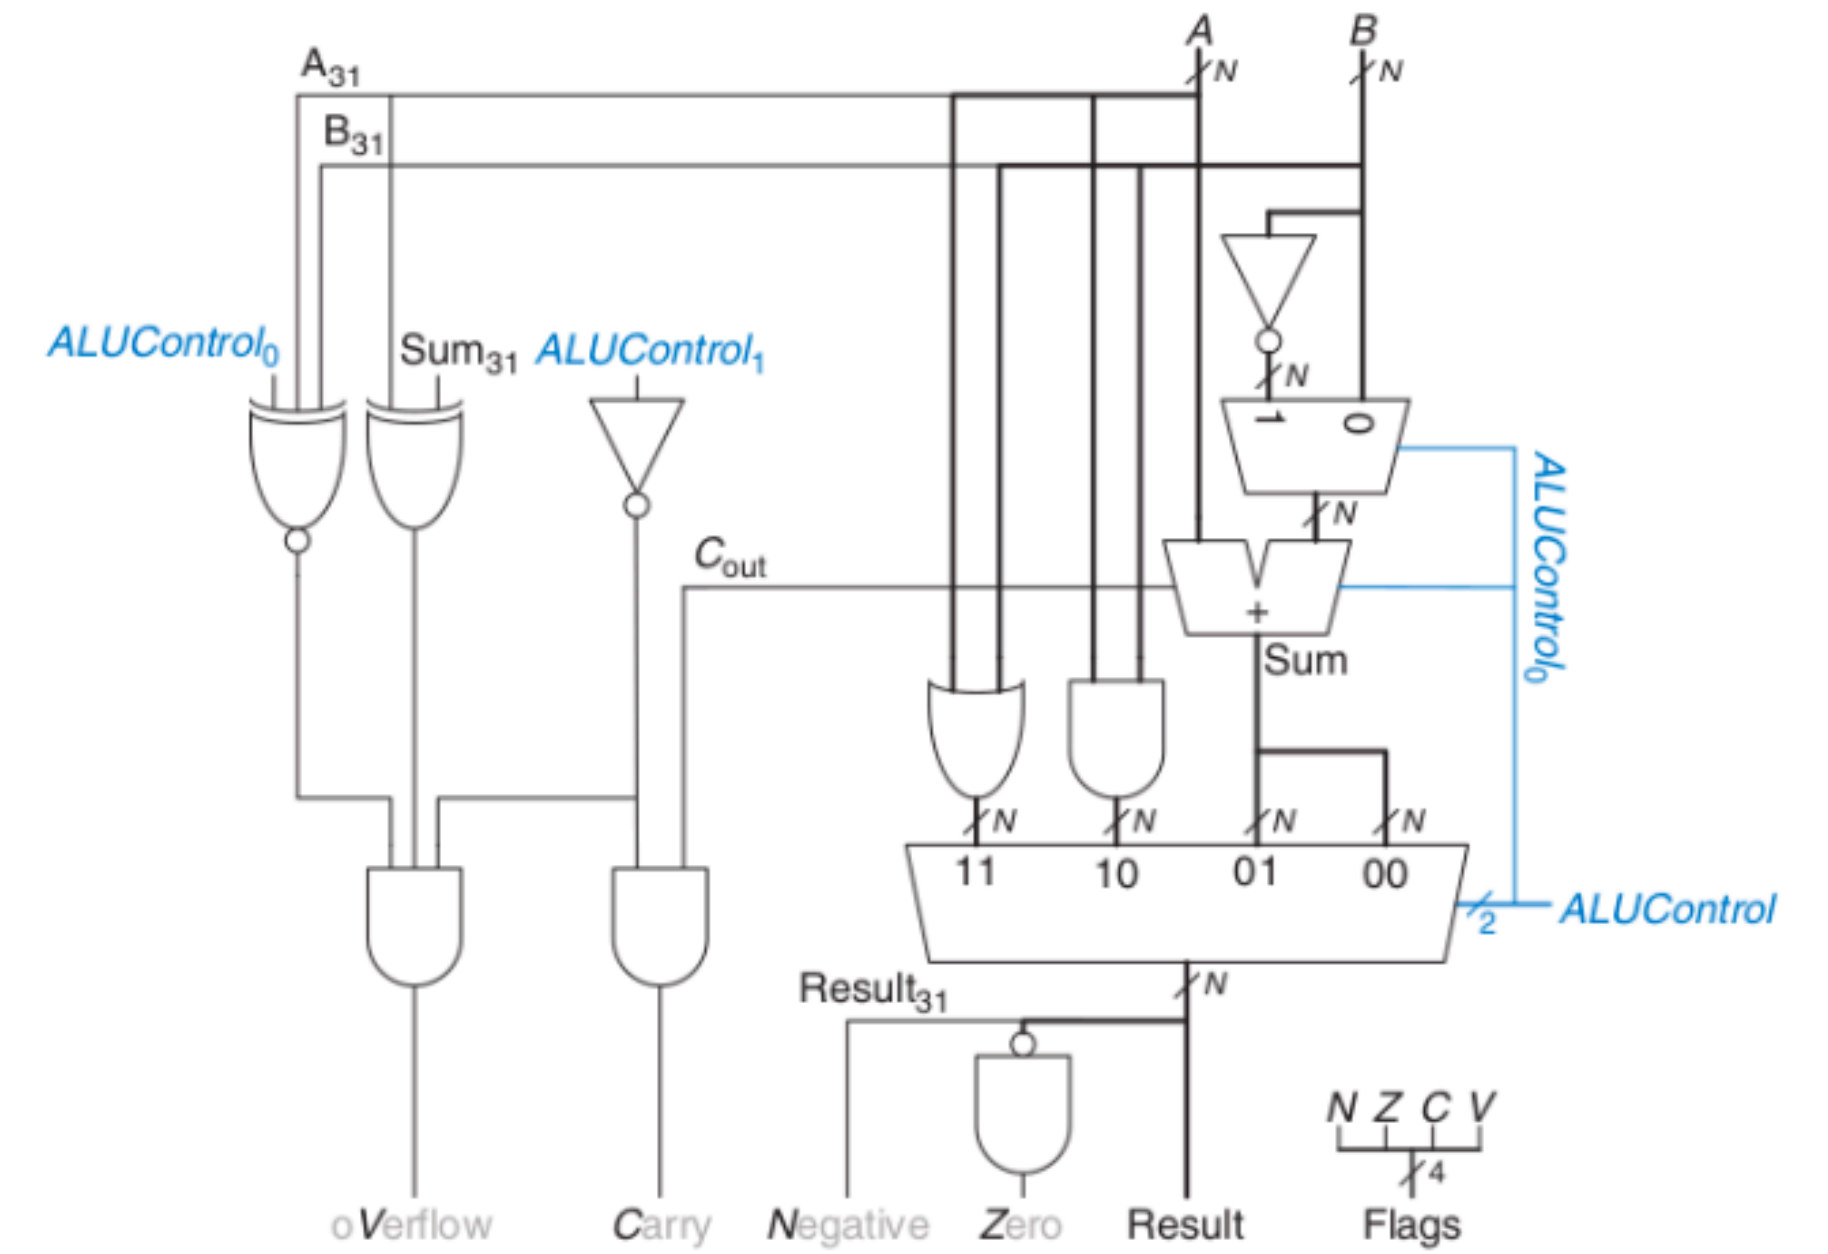 A B
N N
A31
B31
ALUControl0 Sum31 ALUControl1
N
1 0
ALUControl0
N
Cout
+
Sum
N N N N
11 10 01 00
2 ALUControl
Result31 N
N Z C V
4
oVerflow Carry Negative Zero Result Flags